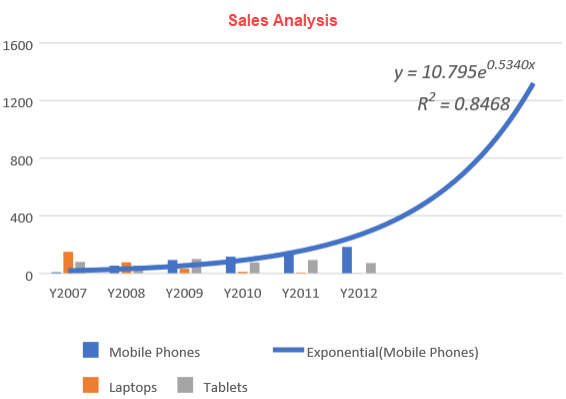 Sales Analysis
1600
y = 10.795e^0.5340x
R² = 0.8468
1200
800
400
0
Y2007 Y2008 Y2009 Y2010 Y2011 Y2012
Mobile Phones Exponential(Mobile Phones)
Laptops Tablets